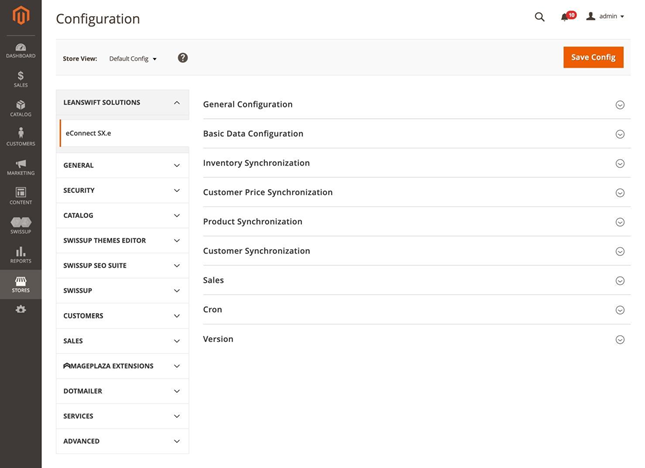 Configuration
10
admin
Store View: Default Config ?
Save Config
DASHBOARD
$
SALES
CATALOG
CUSTOMERS
MARKETING
CONTENT
SWISSUP
REPORTS
STORES
LEANSWIFT SOLUTIONS
eConnect SX.e
GENERAL
SECURITY
CATALOG
SWISSUP THEMES EDITOR
SWISSUP SEO SUITE
SWISSUP
CUSTOMERS
SALES
MAGEPLAZA EXTENSIONS
DOTMAILER
SERVICES
ADVANCED
General Configuration
Basic Data Configuration
Inventory Synchronization
Customer Price Synchronization
Product Synchronization
Customer Synchronization
Sales
Cron
Version